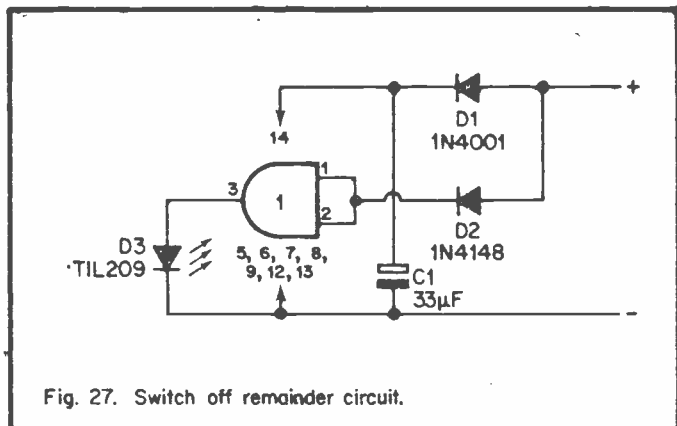 +
D1
1N4001
14
1
3
1
2
D2
1N4148
D3
TIL209
5, 6, 7, 8,
9, 12, 13
C1
33µF
-
Fig. 27. Switch off remainder circuit.